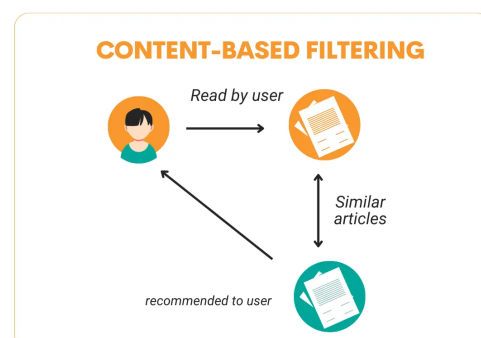 CONTENT-BASED FILTERING
Read by user
Similar
articles
recommended to user